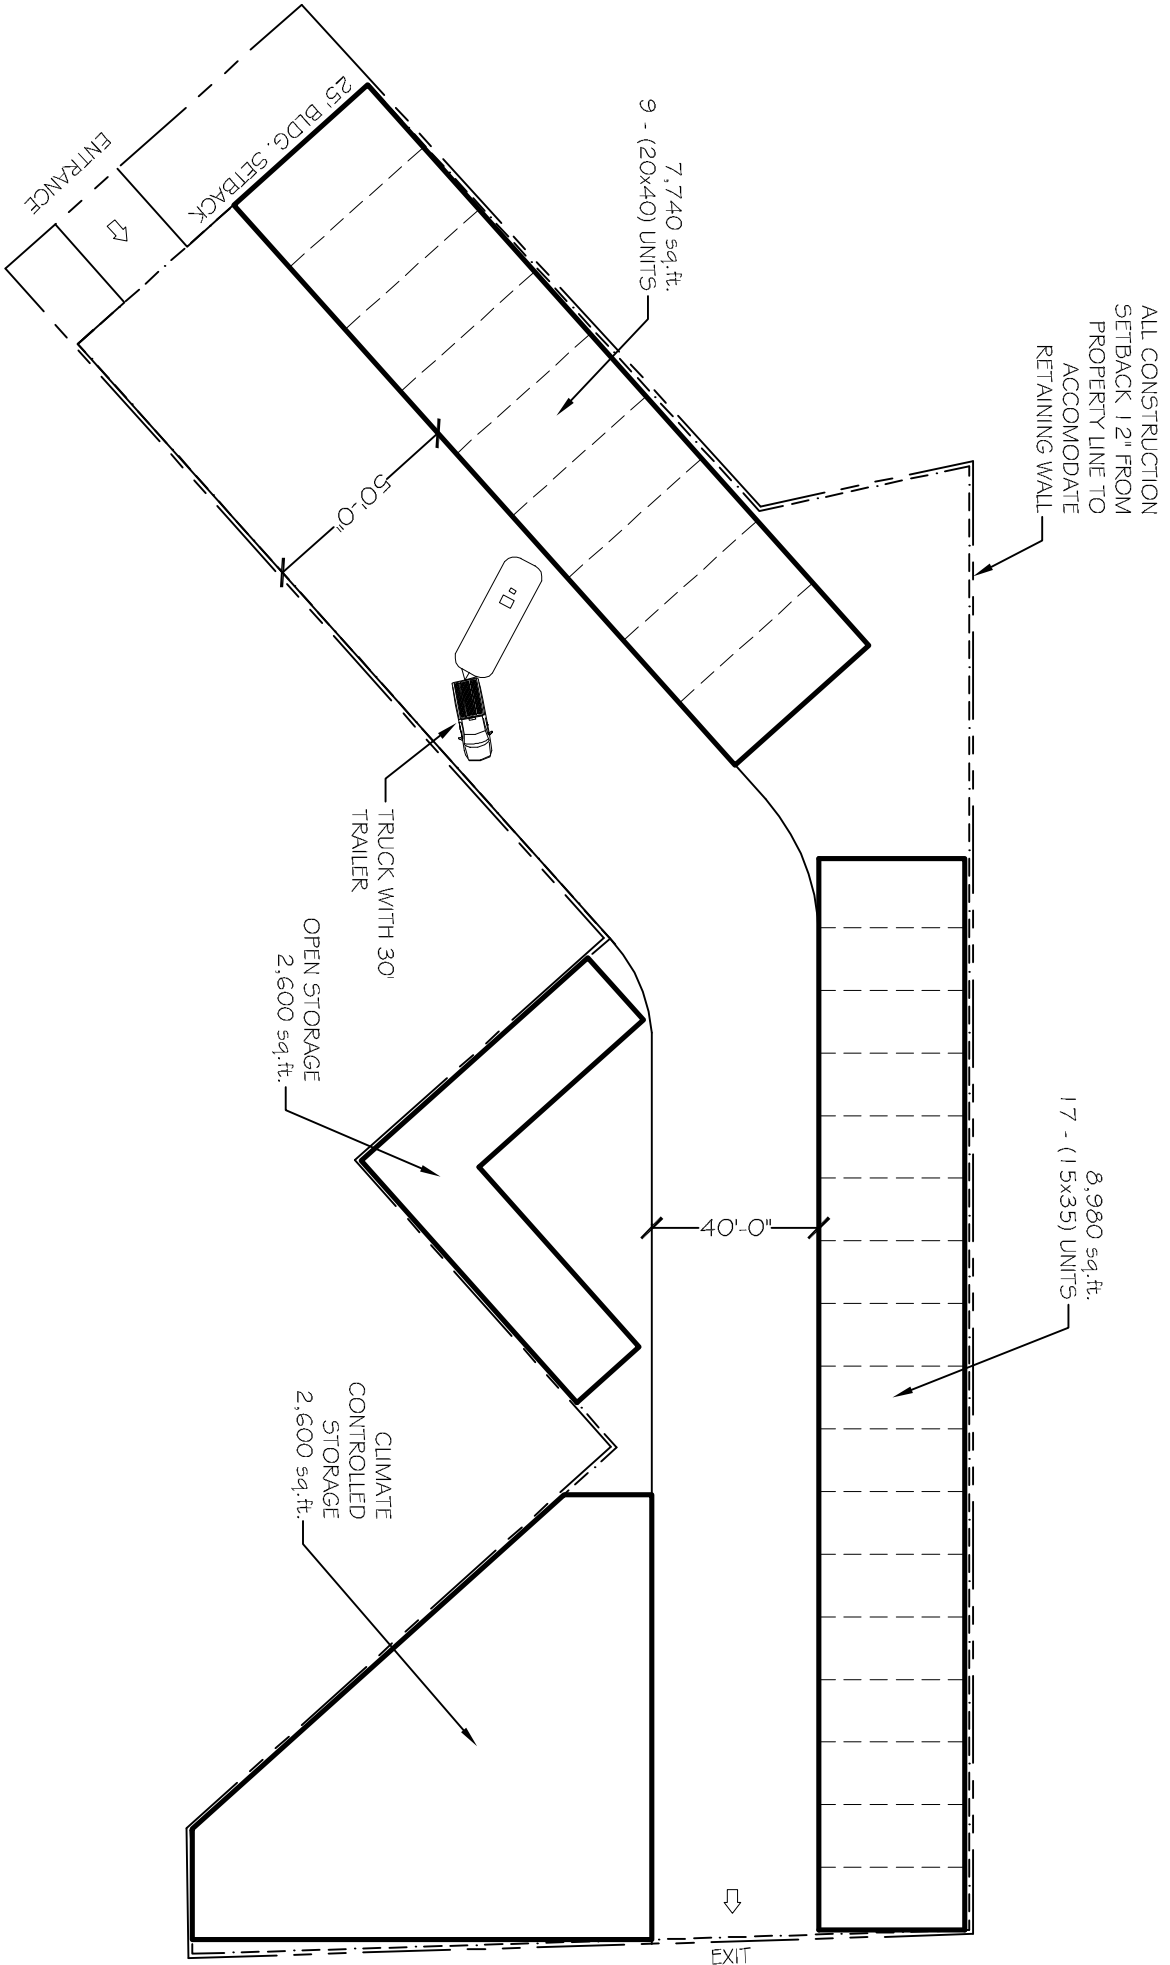 ALL CONSTRUCTION
SETBACK 12" FROM
PROPERTY LINE TO
ACCOMODATE
RETAINING WALL
7,740 sq.ft.
9 - (20x40) UNITS
25' BLDG. SETBACK
ENTRANCE
50'-0"
TRUCK WITH 30'
TRAILER
8,980 sq.ft.
17 - (15x35) UNITS
40'-0"
OPEN STORAGE
2,600 sq.ft.
CLIMATE
CONTROLLED
STORAGE
2,600 sq.ft.
EXIT